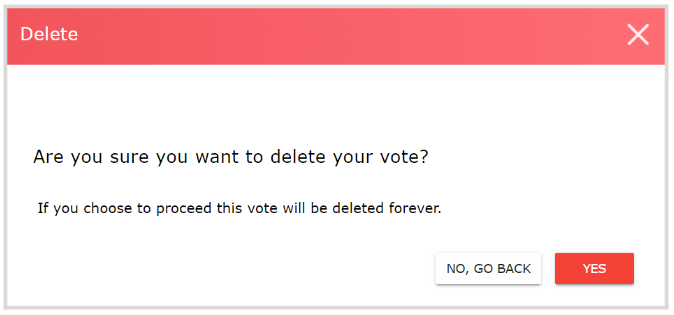 Delete
Are you sure you want to delete your vote?
If you choose to proceed this vote will be deleted forever.
NO, GO BACK
YES